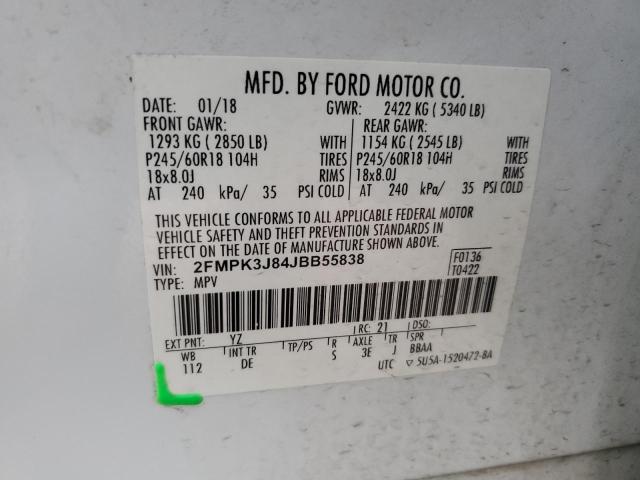 MFD. BY FORD MOTOR CO.
DATE: 01/18 GVWR: 2422 KG ( 5340 LB)
FRONT GAWR: REAR GAWR:
1293 KG ( 2850 LB) WITH 1154 KG ( 2545 LB) WITH
P245/60R18 104H TIRES P245/60R18 104H TIRES
18x8.0J RIMS 18x8.0J RIMS
AT 240 kPa/ 35 PSI COLD AT 240 kPa/ 35 PSI COLD
THIS VEHICLE CONFORMS TO ALL APPLICABLE FEDERAL MOTOR
VEHICLE SAFETY AND THEFT PREVENTION STANDARDS IN
EFFECT ON THE DATE OF MANUFACTURE SHOWN ABOVE.
VIN: 2FMPK3J84JBB55838 F0136
TYPE: MPV T0422
EXT PNT: YZ RC: 21 DSO:
WB INT TR TP/PS R AXLE TR SPR
112 DE S 3E J BBAA
UTC ▽ 5U5A-1520472-BA